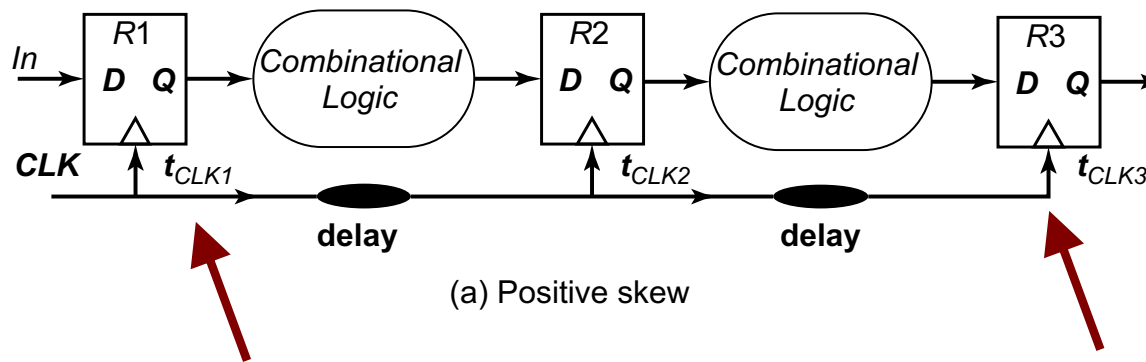 R1
R2
R3
In
D Q
Combinational
Logic
D Q
Combinational
Logic
D Q
CLK
tCLK1
tCLK2
tCLK3
delay
delay
(a) Positive skew